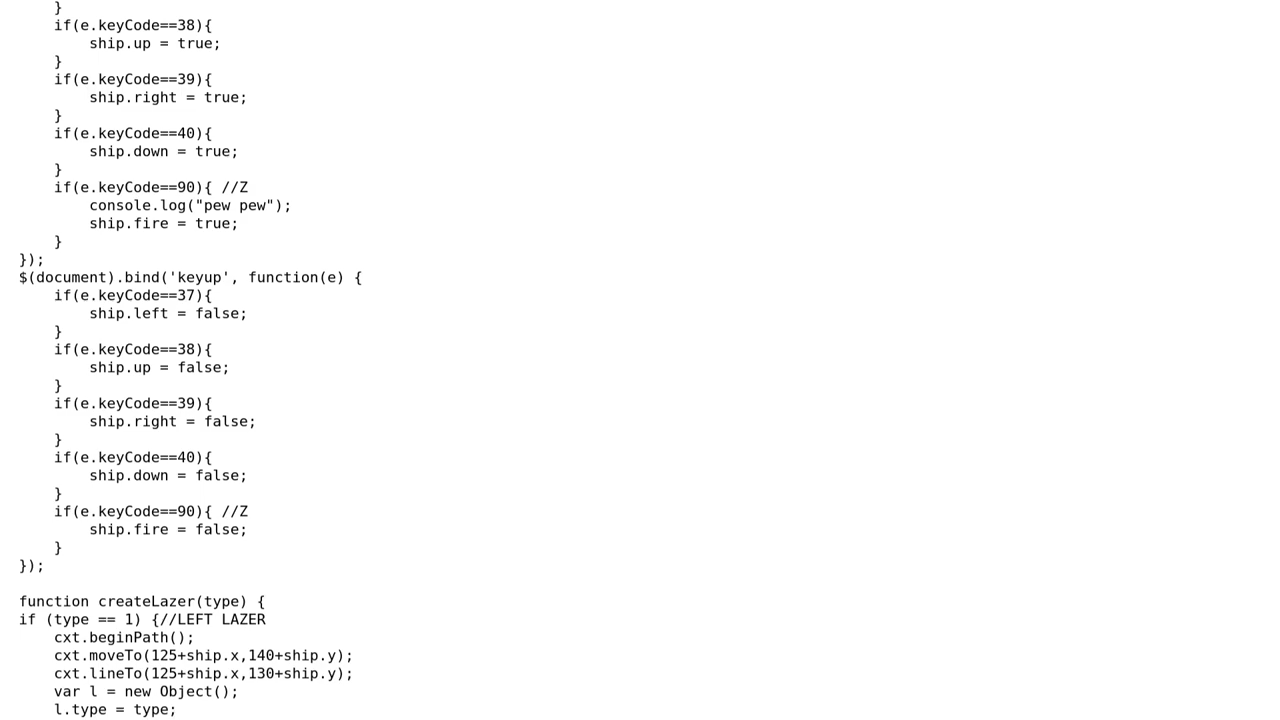 }
    if(e.keyCode==38){
        ship.up = true;
    }
    if(e.keyCode==39){
        ship.right = true;
    }
    if(e.keyCode==40){
        ship.down = true;
    }
    if(e.keyCode==90){ //Z
        console.log("pew pew");
        ship.fire = true;
    }
});
$(document).bind('keyup', function(e) {
    if(e.keyCode==37){
        ship.left = false;
    }
    if(e.keyCode==38){
        ship.up = false;
    }
    if(e.keyCode==39){
        ship.right = false;
    }
    if(e.keyCode==40){
        ship.down = false;
    }
    if(e.keyCode==90){ //Z
        ship.fire = false;
    }
});

function createLazer(type) {
if (type == 1) {//LEFT LAZER
    cxt.beginPath();
    cxt.moveTo(125+ship.x,140+ship.y);
    cxt.lineTo(125+ship.x,130+ship.y);
    var l = new Object();
    l.type = type;